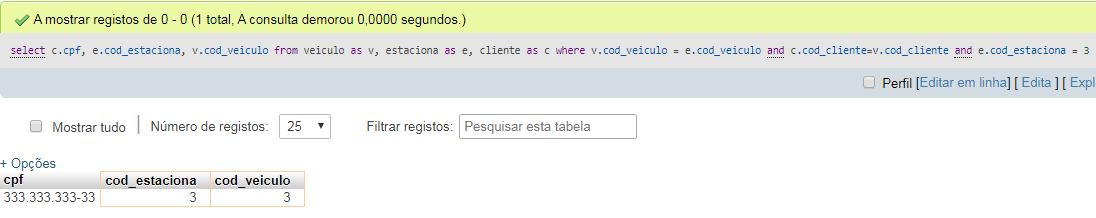 A mostrar registos de 0 - 0 (1 total, A consulta demorou 0,0000 segundos.)
select c.cpf, e.cod_estaciona, v.cod_veiculo from veiculo as v, estaciona as e, cliente as c where v.cod_veiculo = e.cod_veiculo and c.cod_cliente=v.cod_cliente and e.cod_estaciona = 3
Perfil [Editar em linha] [ Edita ] [ Expl
Mostrar tudo Número de registos: 25 Filtrar registos: Pesquisar esta tabela
+ Opções
cpf cod_estaciona cod_veiculo
333.333.333-33 3 3